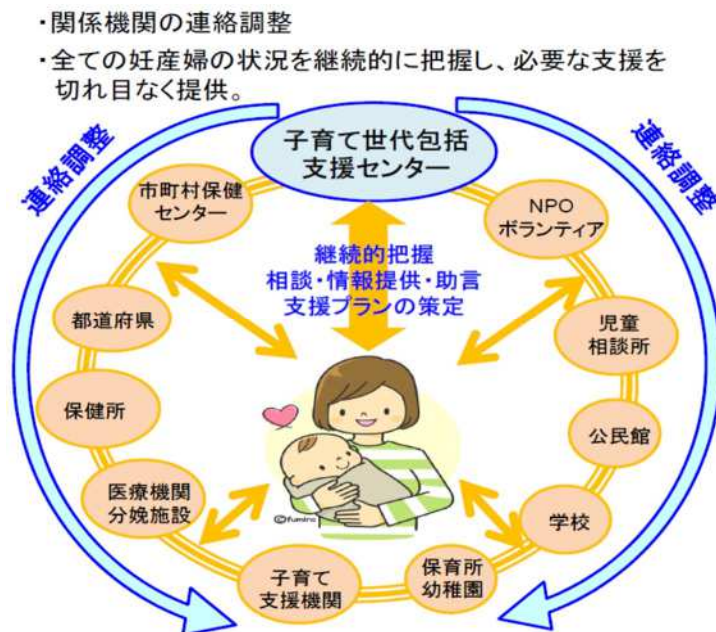 ・関係機関の連絡調整
・全ての妊産婦の状況を継続的に把握し、必要な支援を
切れ目なく提供。
子育て世代包括
支援センター
連絡調整
連絡調整
市町村保健
センター
NPO
ボランティア
継続的把握
相談・情報提供・助言
支援プランの策定
都道府県
児童
相談所
保健所
公民館
医療機関
分娩施設
学校
©fumira
子育て
支援機関
保育所
幼稚園